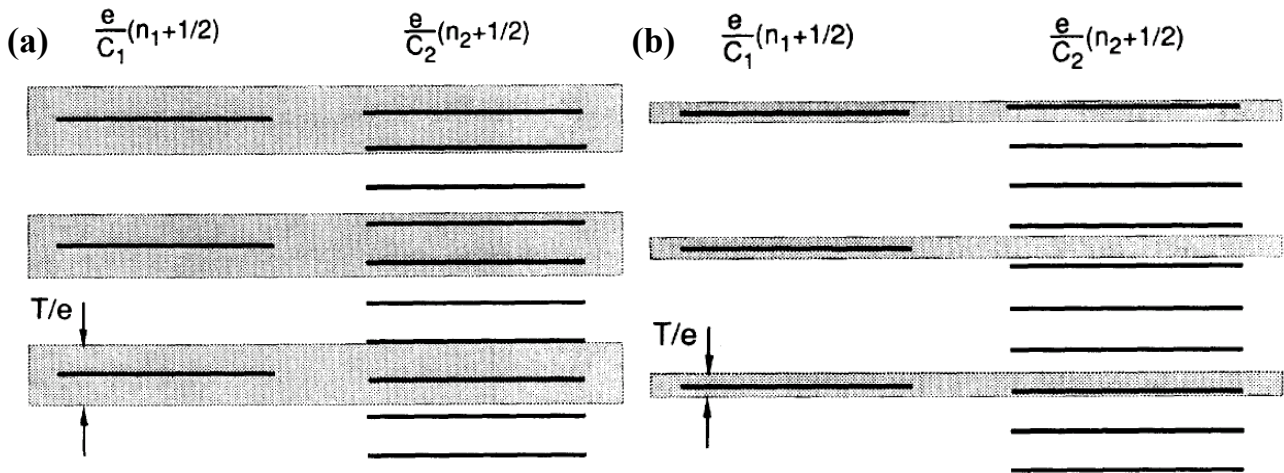 (a) e/C₁(n₁+1/2) e/C₂(n₂+1/2) (b) e/C₁(n₁+1/2) e/C₂(n₂+1/2)
T/e
T/e